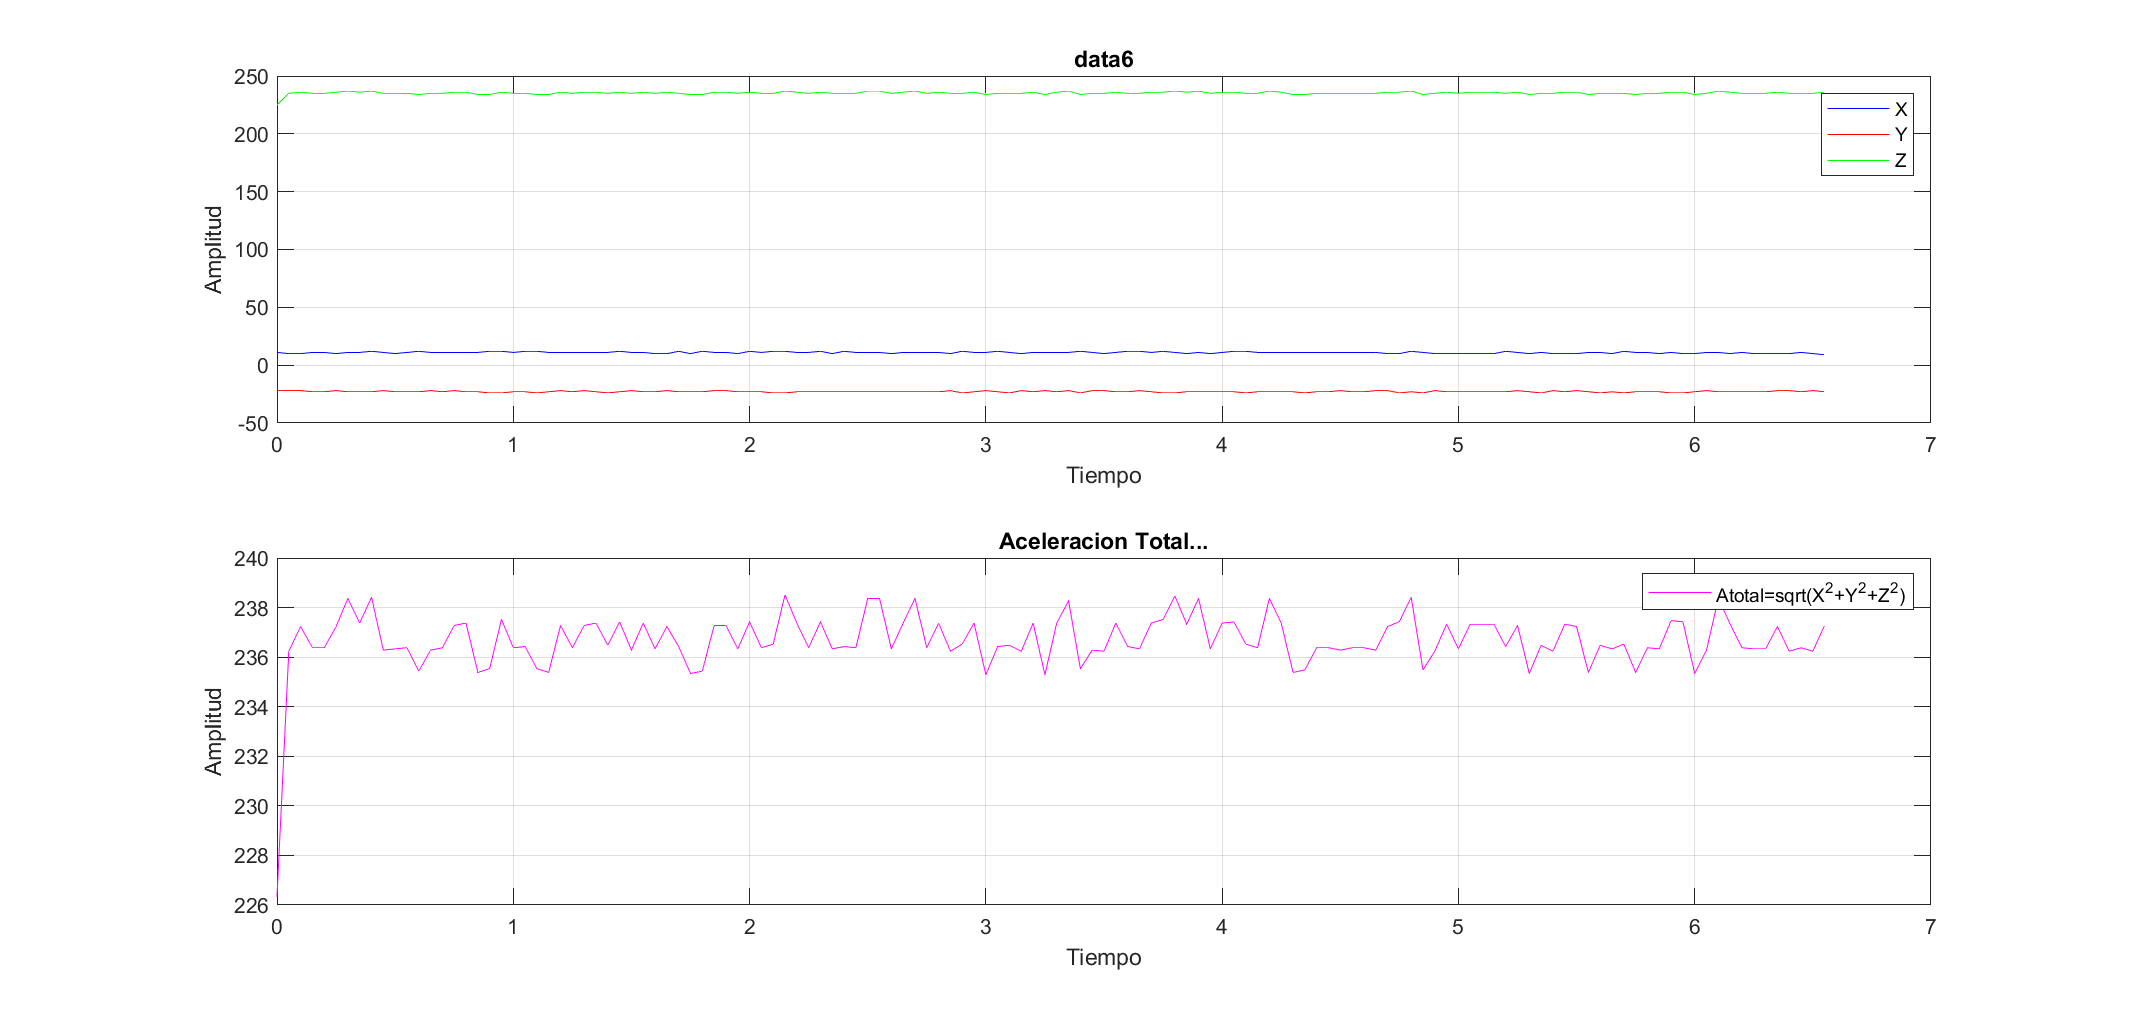 data6
250
200
150
100
50
0
-50
Amplitud
X
Y
Z
0 1 2 3 4 5 6 7
Tiempo
Aceleracion Total...
240
238
236
234
232
230
228
226
Amplitud
Atotal=sqrt(X²+Y²+Z²)
0 1 2 3 4 5 6 7
Tiempo